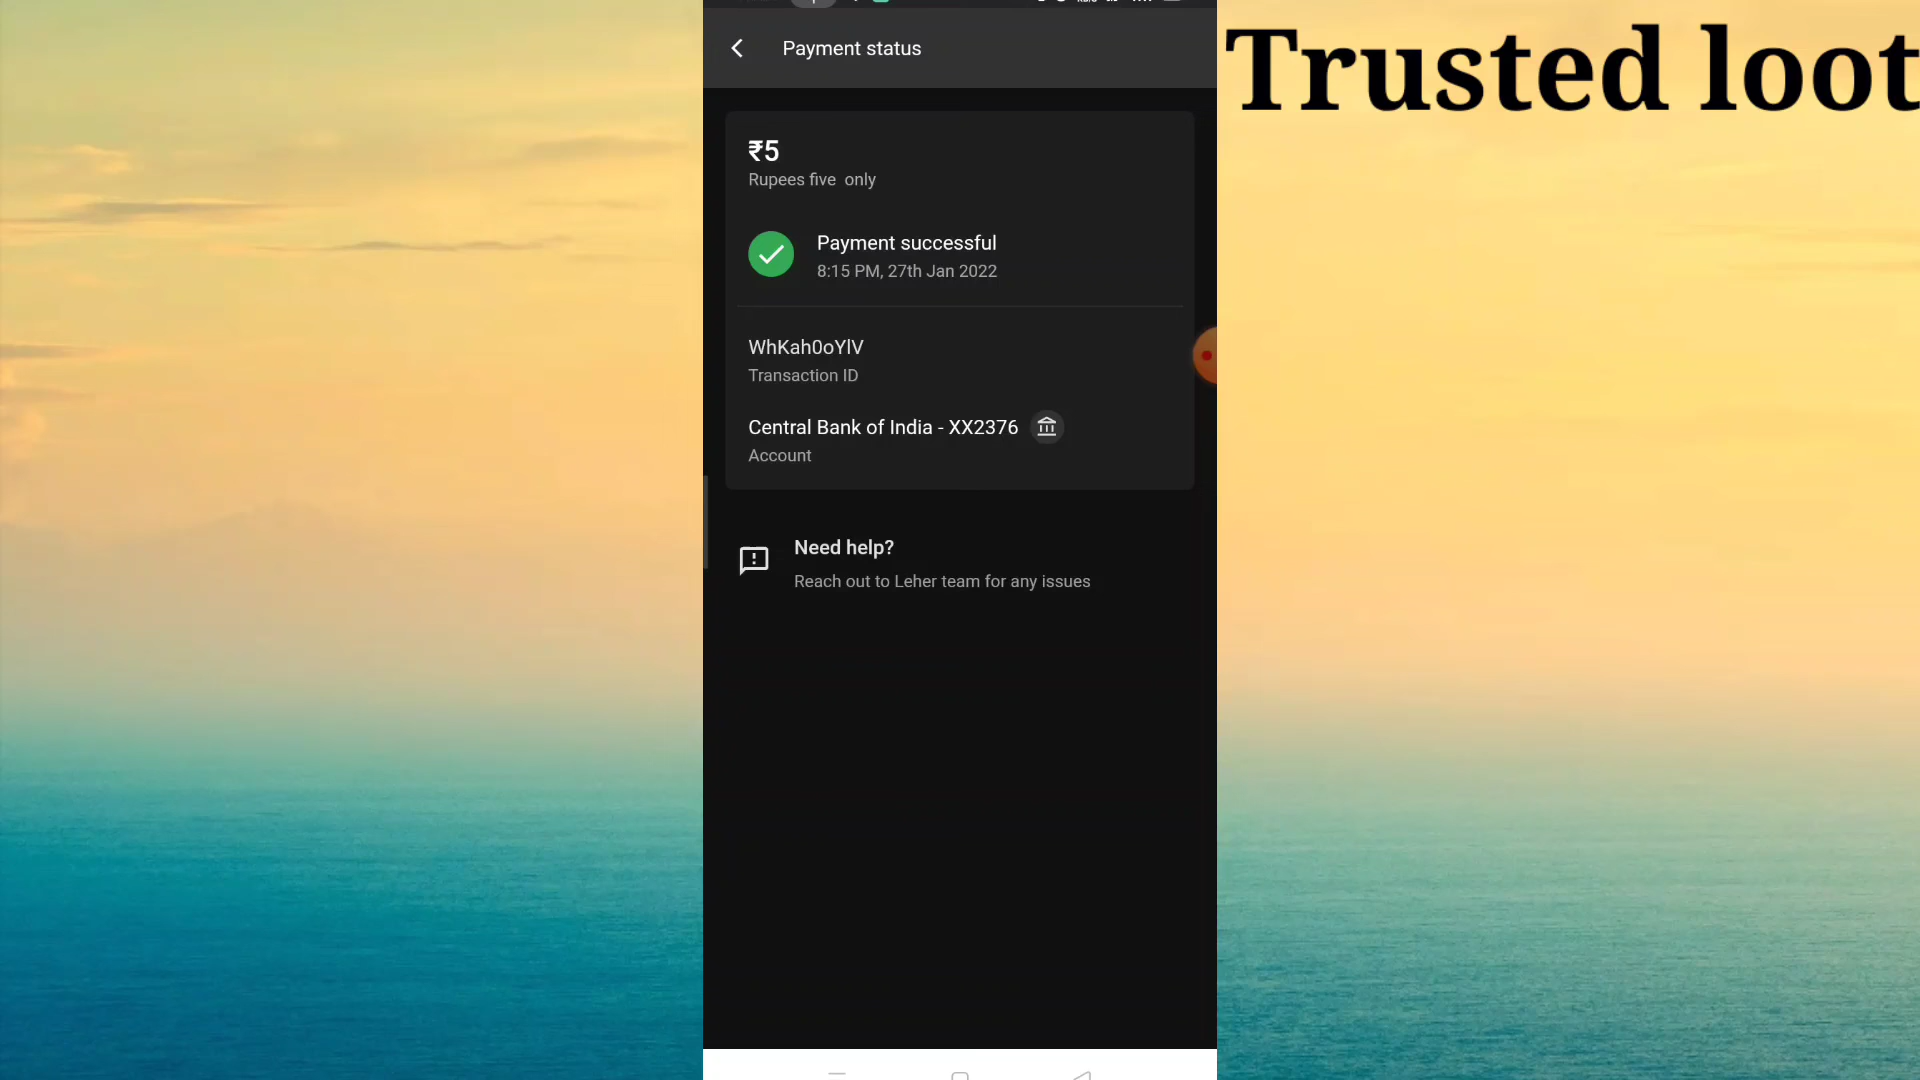 Payment status
Trusted loot
₹5
Rupees five only
Payment successful
8:15 PM, 27th Jan 2022
WhKah0oYlV
Transaction ID
Central Bank of India - XX2376
Account
Need help?
Reach out to Leher team for any issues